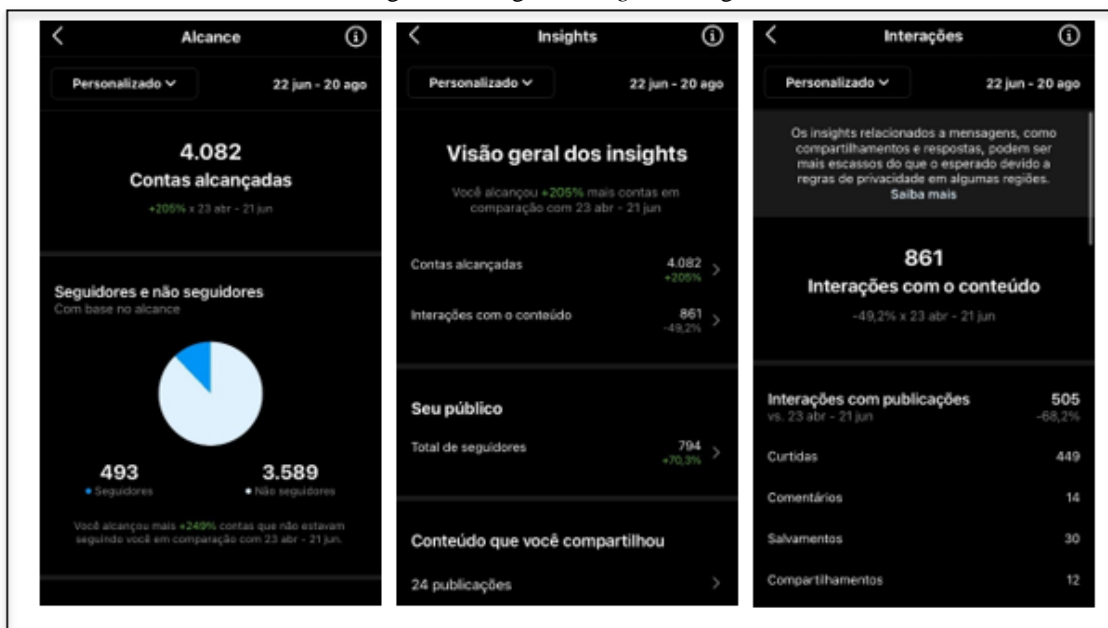 Alcance
Personalizado
22 jun - 20 ago
4.082
Contas alcançadas
+205% x 23 abr - 21 jun
Seguidores e não seguidores
Com base no alcance
493
Seguidores
3.589
Não seguidores
Você alcançou mais +249% contas que não estavam
seguindo você em comparação com 23 abr - 21 jun.
Insights
Personalizado
22 jun - 20 ago
Visão geral dos insights
Você alcançou +205% mais contas em
comparação com 23 abr - 21 jun
Contas alcançadas 4.082
+205%
Interações com o conteúdo 861
-49,2%
Seu público
Total de seguidores 794
+70,3%
Conteúdo que você compartilhou
24 publicações
Interações
Personalizado
22 jun - 20 ago
Os insights relacionados a mensagens, como
compartilhamentos e respostas, podem ser
mais escassos do que o esperado devido a
regras de privacidade em algumas regiões.
Saiba mais
861
Interações com o conteúdo
-49,2% x 23 abr - 21 jun
Interações com publicações 505
vs. 23 abr - 21 jun -68,2%
Curtidas 449
Comentários 14
Salvamentos 30
Compartilhamentos 12